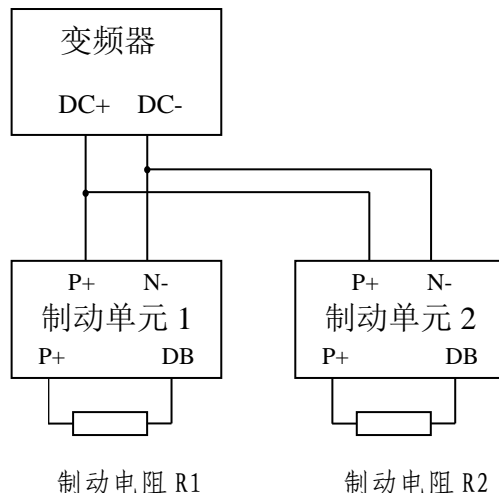 变频器
DC+ DC-
P+ N- P+ N-
制动单元 1 制动单元 2
P+ DB P+ DB
制动电阻 R1 制动电阻 R2